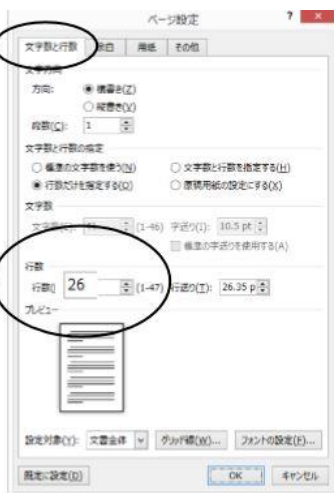 ページ設定 ? ×
文字数と行数 余白 用紙 その他
文字方向
方向: 横書き(Z)
縦書き(V)
段数(C): 1
文字数と行数の指定
標準の文字数を使う(N) 文字数と行数を指定する(H)
行数だけを指定する(O) 原稿用紙の設定にする(X)
文字数
文字数(E): (1-46) 字送り(I): 10.5 pt
標準の字送りを使用する(A)
行数
行数( 26 (1-47) 行送り(T): 26.35 p
プレビュー
設定対象(Y): 文書全体 グリッド線(W)... フォントの設定(F)...
既定に設定(D) OK キャンセル